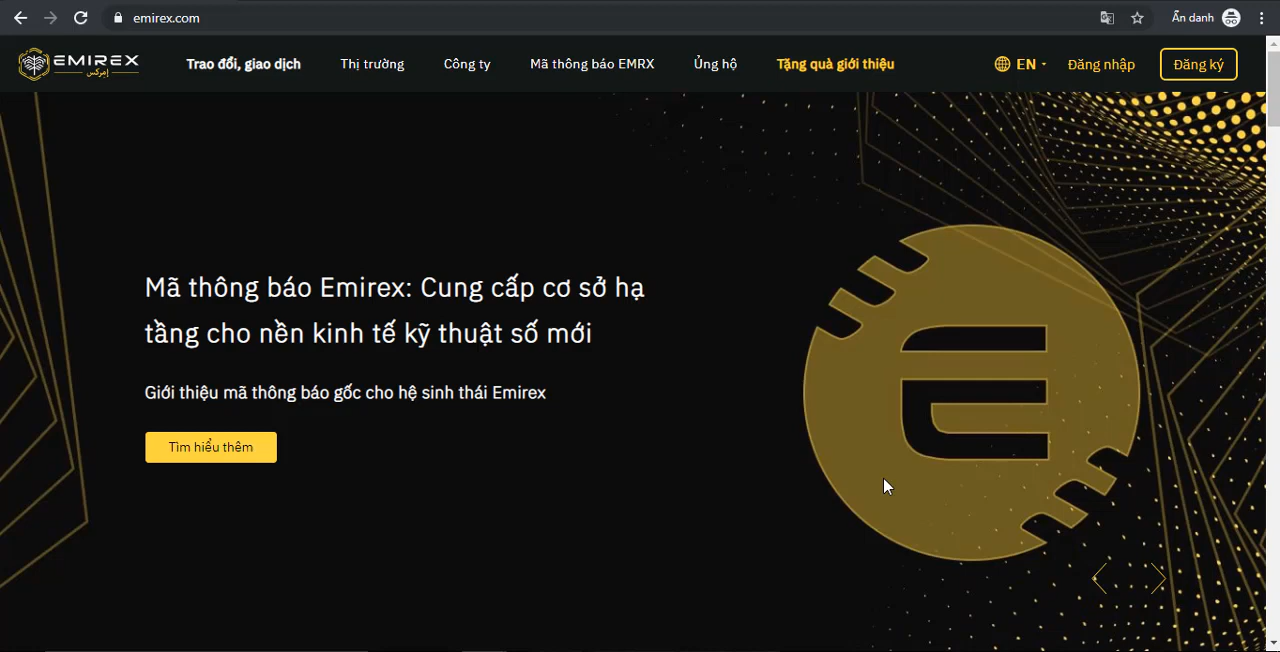 emirex.com
Ẩn danh
EMIREX
إمركس
Trao đổi, giao dịch
Thị trường
Công ty
Mã thông báo EMRX
Ủng hộ
Tặng quà giới thiệu
EN
Đăng nhập
Đăng ký
Mã thông báo Emirex: Cung cấp cơ sở hạ
tầng cho nền kinh tế kỹ thuật số mới
Giới thiệu mã thông báo gốc cho hệ sinh thái Emirex
Tìm hiểu thêm